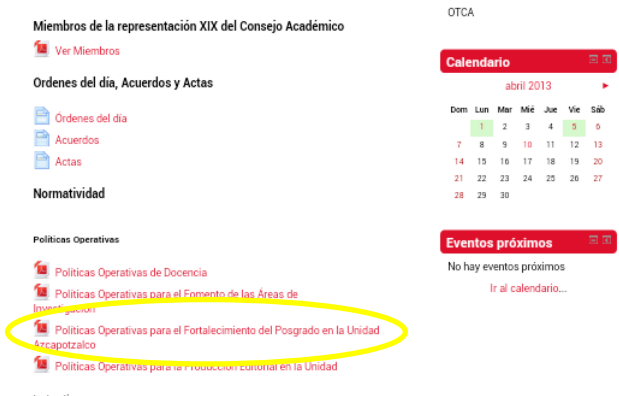 Miembros de la representación XIX del Consejo Académico
Ver Miembros
Ordenes del día, Acuerdos y Actas
Órdenes del día
Acuerdos
Actas
Normatividad
Políticas Operativas
Políticas Operativas de Docencia
Políticas Operativas para el Fomento de las Áreas de
Investigación
Políticas Operativas para el Fortalecimiento del Posgrado en la Unidad
Azcapotzalco
Políticas Operativas para la Producción Editorial en la Unidad
OTCA
Calendario
abril 2013 ►
Dom Lun Mar Mié Jue Vie Sáb
1 2 3 4 5 6
7 8 9 10 11 12 13
14 15 16 17 18 19 20
21 22 23 24 25 26 27
28 29 30
Eventos próximos
No hay eventos próximos
Ir al calendario...